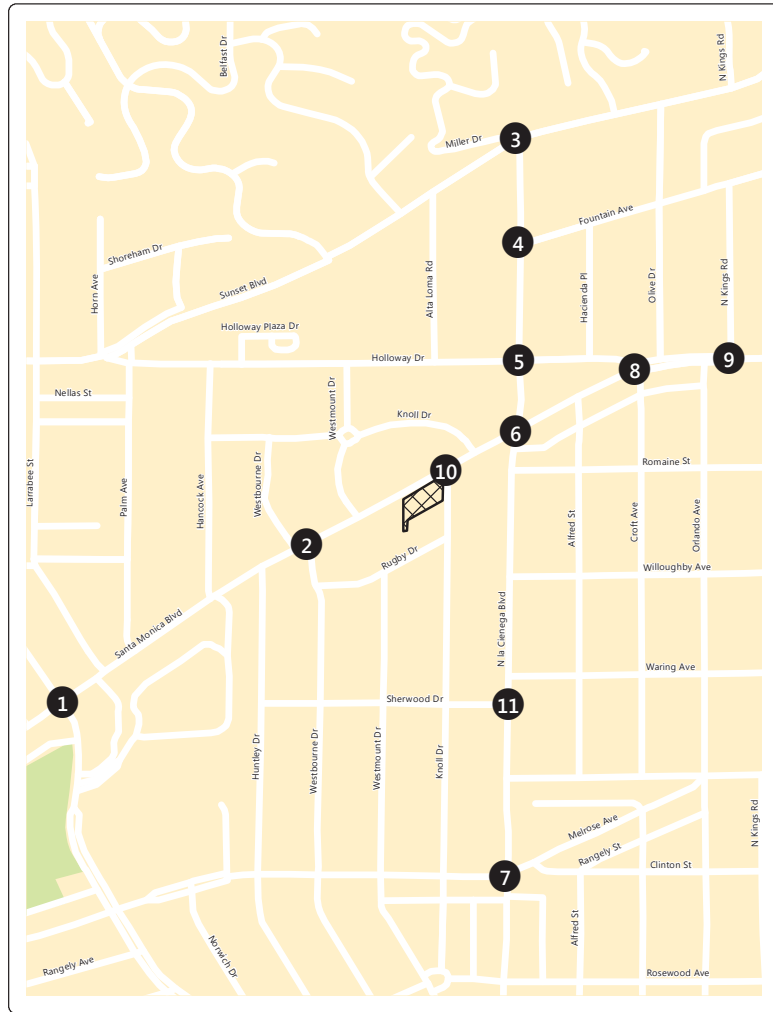 Belfast Dr
N Kings Rd
3
Miller Dr
Fountain Ave
4
Shoreham Dr
Horn Ave
Sunset Blvd
Alta Loma Rd
Hacienda Pl
Olive Dr
N Kings Rd
Holloway Plaza Dr
Holloway Dr
5
8
9
Nellas St
Westmount Dr
Knoll Dr
6
Larrabee St
Palm Ave
Hancock Ave
Westbourne Dr
10
Romaine St
Alfred St
Croft Ave
Orlando Ave
2
Rugby Dr
Willoughby Ave
Santa Monica Blvd
N la Cienega Blvd
Waring Ave
1
Sherwood Dr
11
Huntley Dr
Westbourne Dr
Westmount Dr
Knoll Dr
Melrose Ave
N Kings Rd
Rangely St
7
Clinton St
Alfred St
Norwich Dr
Rangely Ave
Rosewood Ave